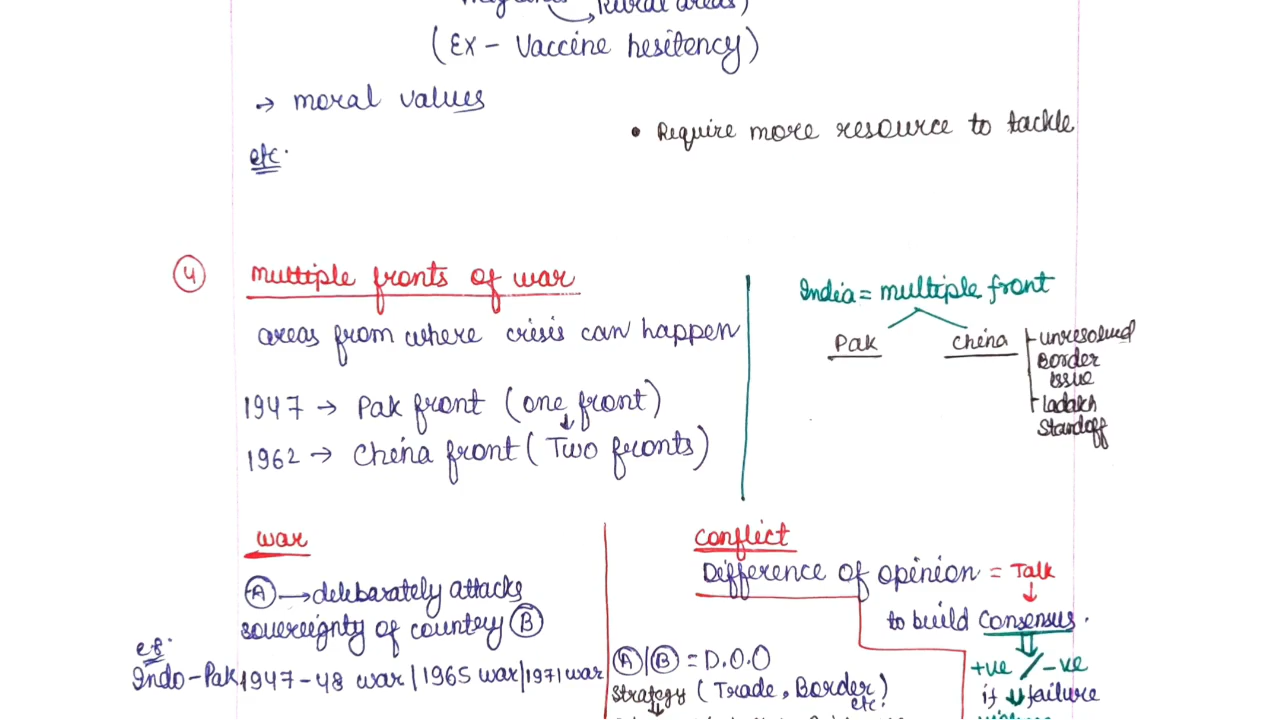 Rural areas)
(Ex - Vaccine hesitency)
→ moral values
etc.
• Require more resource to tackle
4 multiple fronts of war
areas from where crisis can happen
1947 → Pak front (one front)
↓
1962 → China front (Two fronts)
India = multiple front
Pak
China
unresolved
Border
issue
ladakh
Standoff
war
A → deleberately attacks
sovereignty of country B
eg.
Indo-Pak 1947-48 war | 1965 war | 1971 war
conflict
Difference of opinion = Talk
↓
to build Consensus.
⇓
+ve / -ve
if ↓ failure
A / B = D.O.O
Strategy (Trade, Border)
↓ etc.